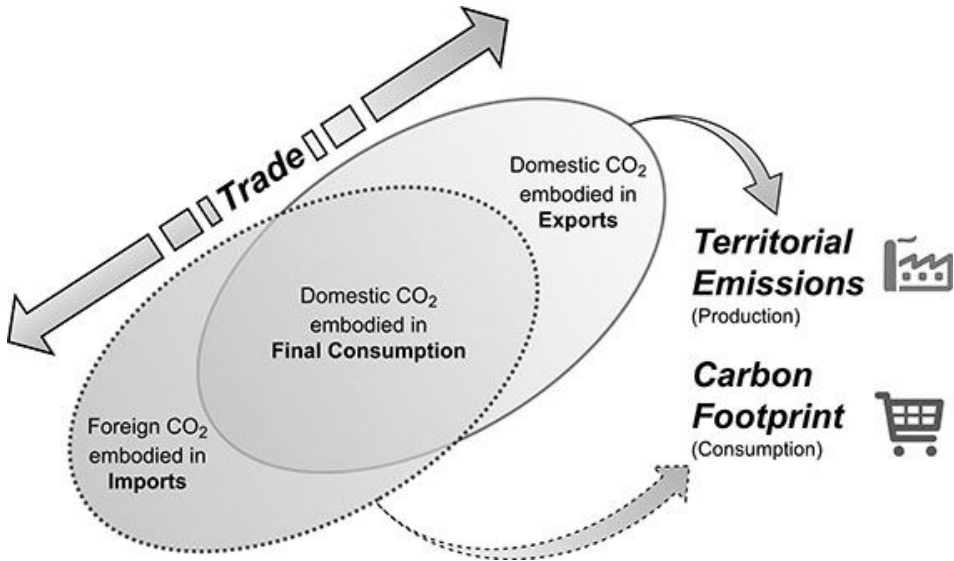 Trade
Domestic CO₂
embodied in
Exports
Domestic CO₂
embodied in
Final Consumption
Foreign CO₂
embodied in
Imports
Territorial
Emissions
(Production)
Carbon
Footprint
(Consumption)